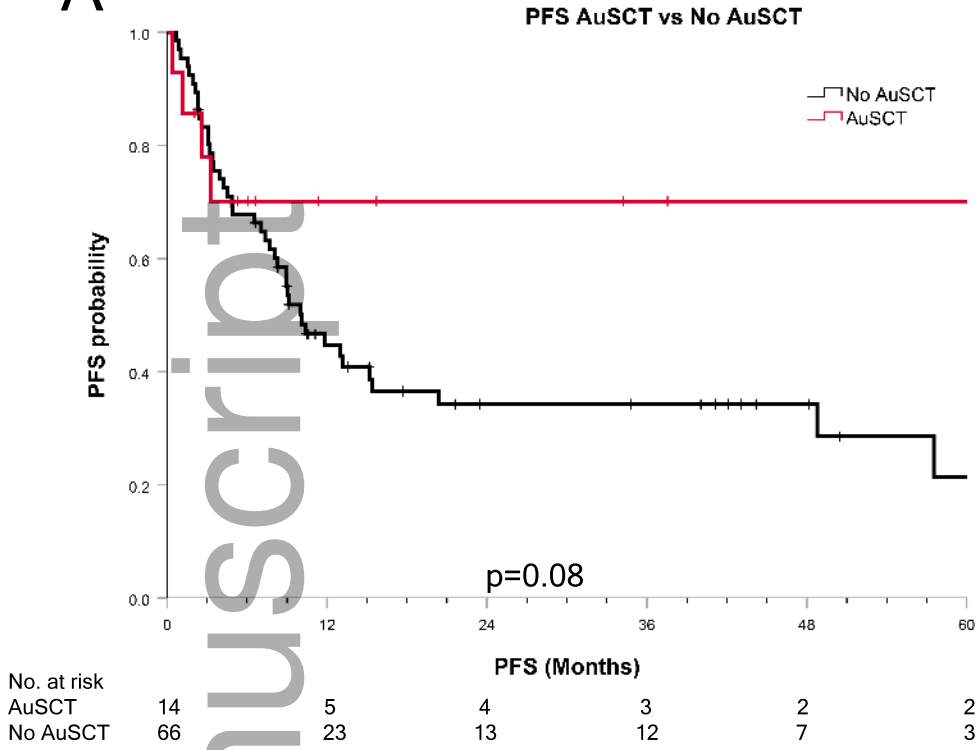 A
PFS AuSCT vs No AuSCT
No AuSCT
AuSCT
PFS probability
1.0
0.8
0.6
0.4
0.2
0.0
p=0.08
0 12 24 36 48 60
PFS (Months)
No. at risk
AuSCT 14 5 4 3 2 2
No AuSCT 66 23 13 12 7 3
uscript